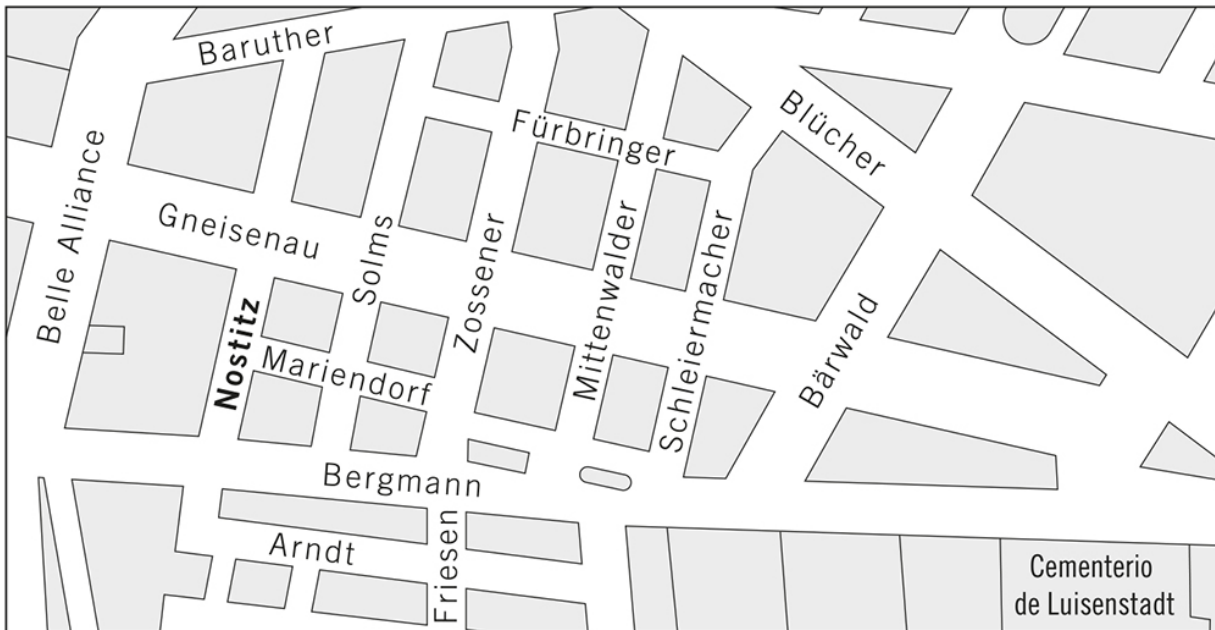 Baruther
Blücher
Fürbringer
Belle Alliance
Gneisenau
Solms
Zossener
Mittenwalder
Schleiermacher
Nostitz
Mariendorf
Bärwald
Bergmann
Arndt
Friesen
Cementerio
de Luisenstadt